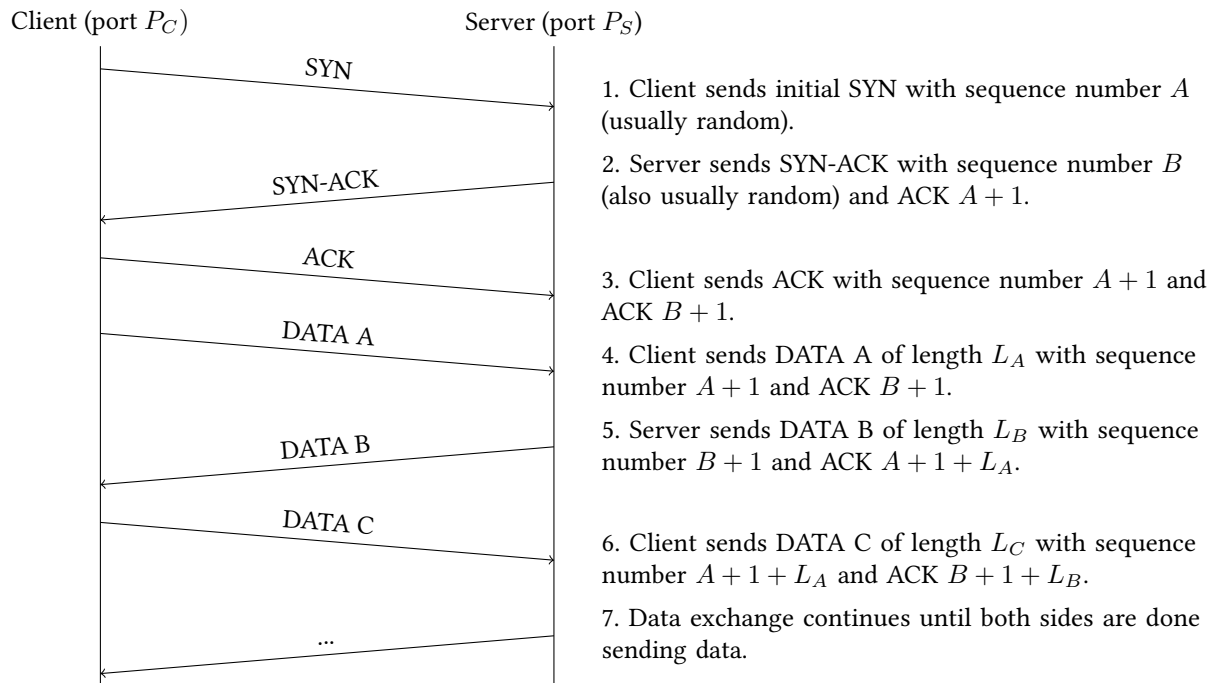 Client (port P_C)
Server (port P_S)
SYN
1. Client sends initial SYN with sequence number A
(usually random).
SYN-ACK
2. Server sends SYN-ACK with sequence number B
(also usually random) and ACK A + 1.
ACK
3. Client sends ACK with sequence number A + 1 and
ACK B + 1.
DATA A
4. Client sends DATA A of length L_A with sequence
number A + 1 and ACK B + 1.
DATA B
5. Server sends DATA B of length L_B with sequence
number B + 1 and ACK A + 1 + L_A.
DATA C
6. Client sends DATA C of length L_C with sequence
number A + 1 + L_A and ACK B + 1 + L_B.
...
7. Data exchange continues until both sides are done
sending data.